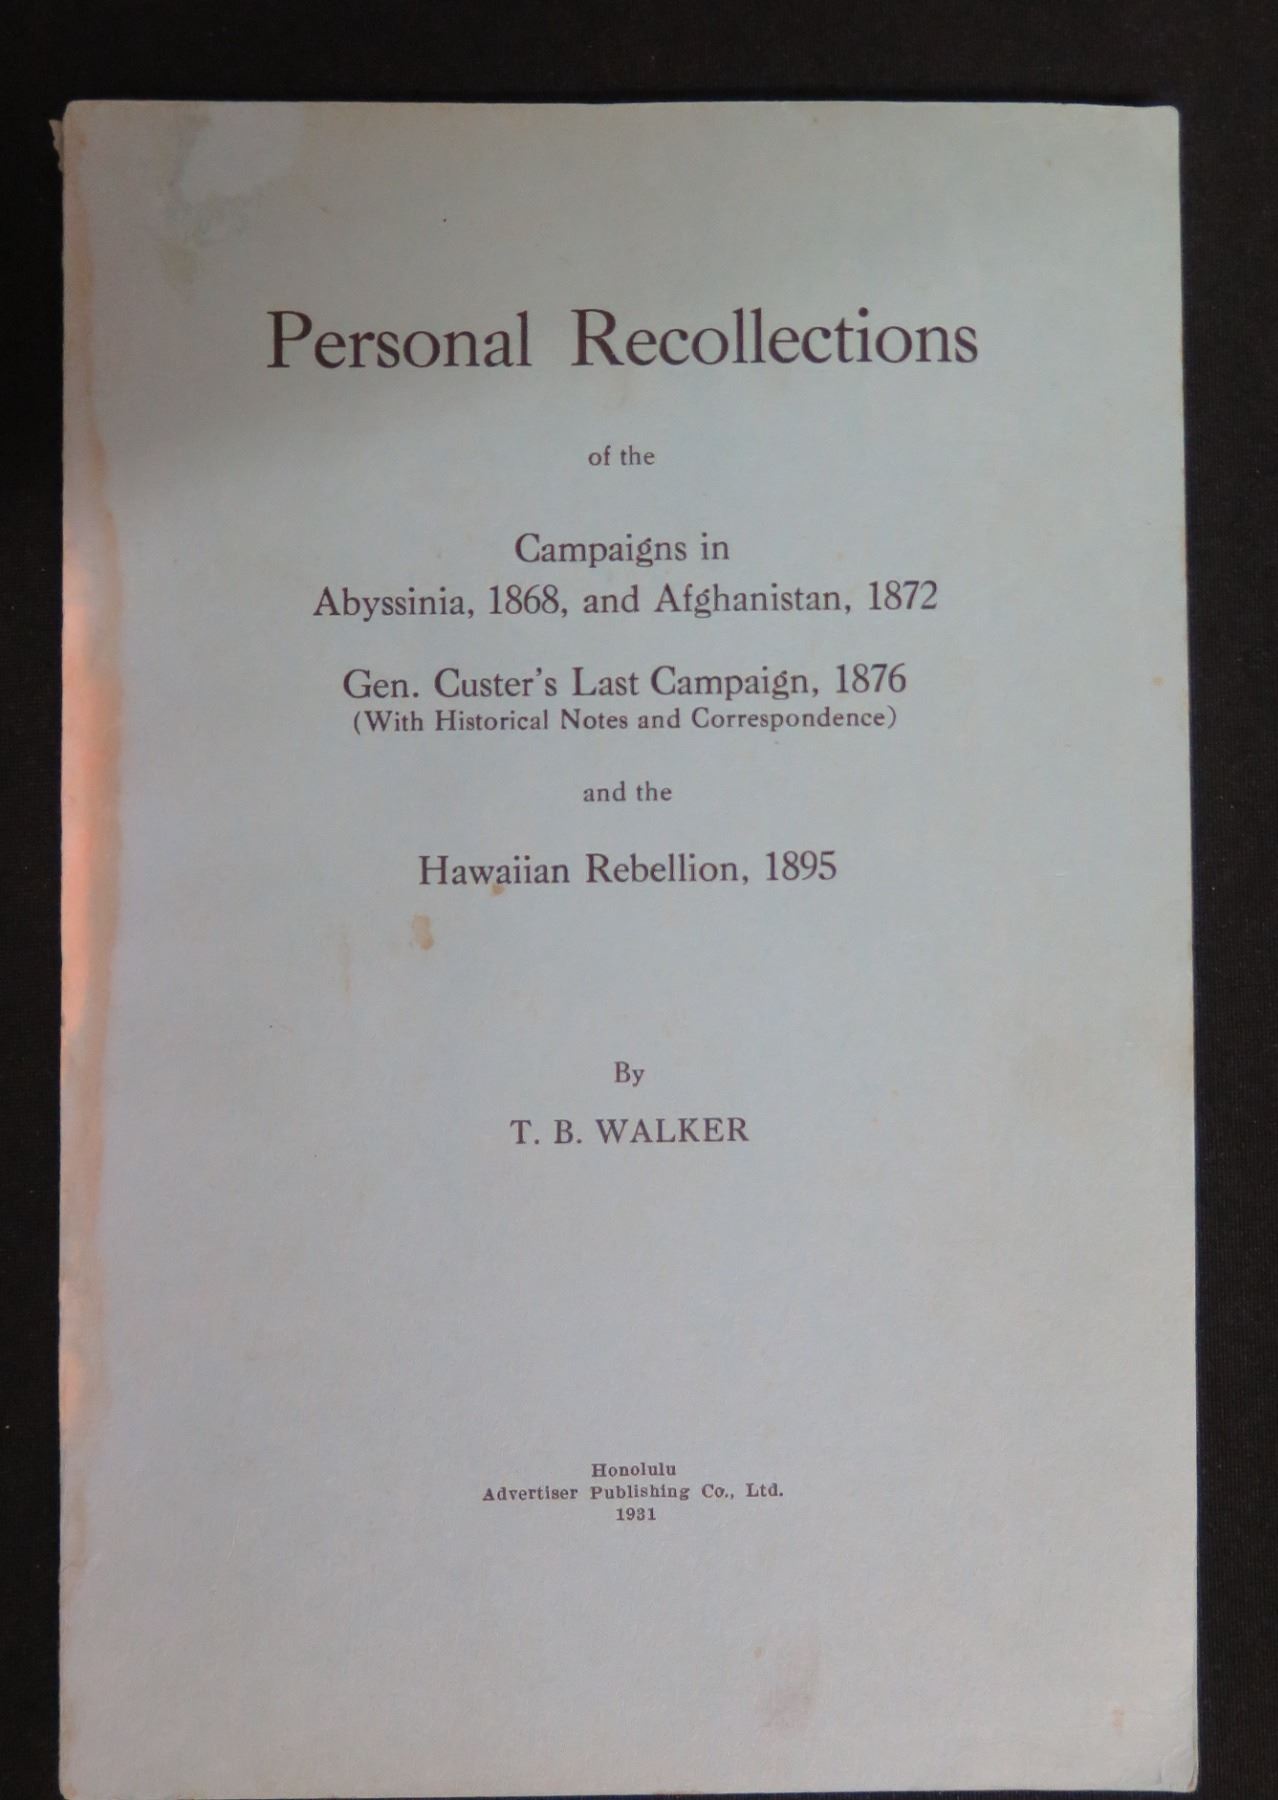 Personal Recollections
of the
Campaigns in
Abyssinia, 1868, and Afghanistan, 1872
Gen. Custer's Last Campaign, 1876
(With Historical Notes and Correspondence)
and the
Hawaiian Rebellion, 1895
By
T. B. WALKER
Honolulu
Advertiser Publishing Co., Ltd.
1931